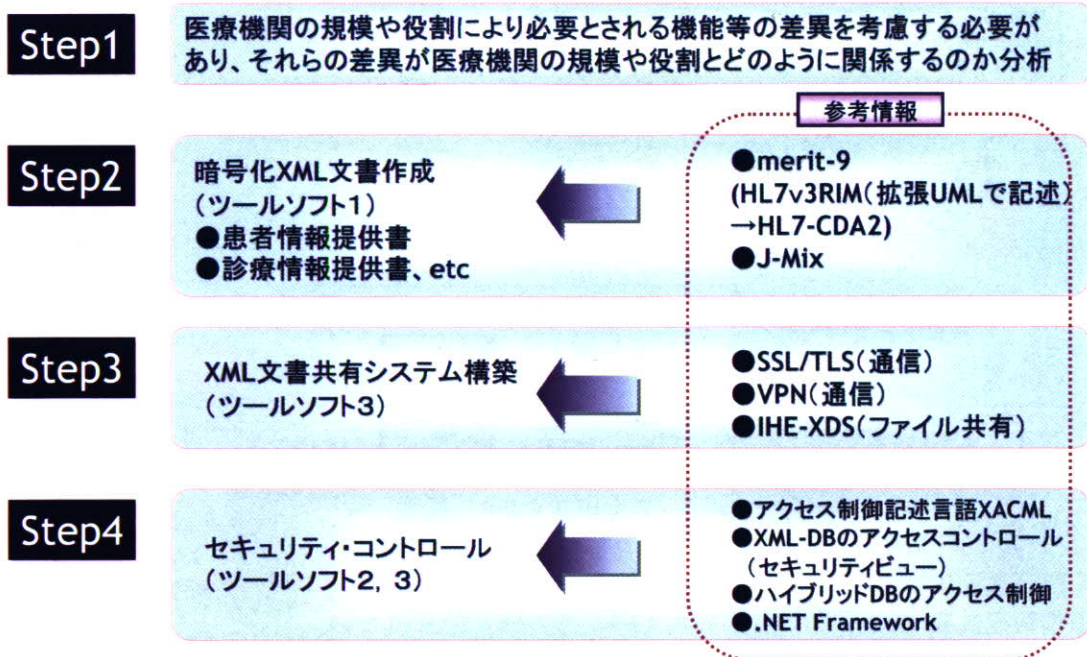 Step1
医療機関の規模や役割により必要とされる機能等の差異を考慮する必要が
あり、それらの差異が医療機関の規模や役割とどのように関係するのか分析
参考情報
Step2
暗号化XML文書作成
(ツールソフト1)
●患者情報提供書
●診療情報提供書、etc
●merit-9
(HL7v3RIM(拡張UMLで記述)
→HL7-CDA2)
●J-Mix
Step3
XML文書共有システム構築
(ツールソフト3)
●SSL/TLS(通信)
●VPN(通信)
●IHE-XDS(ファイル共有)
Step4
セキュリティ・コントロール
(ツールソフト2, 3)
●アクセス制御記述言語XACML
●XML-DBのアクセスコントロール
(セキュリティビュー)
●ハイブリッドDBのアクセス制御
●.NET Framework